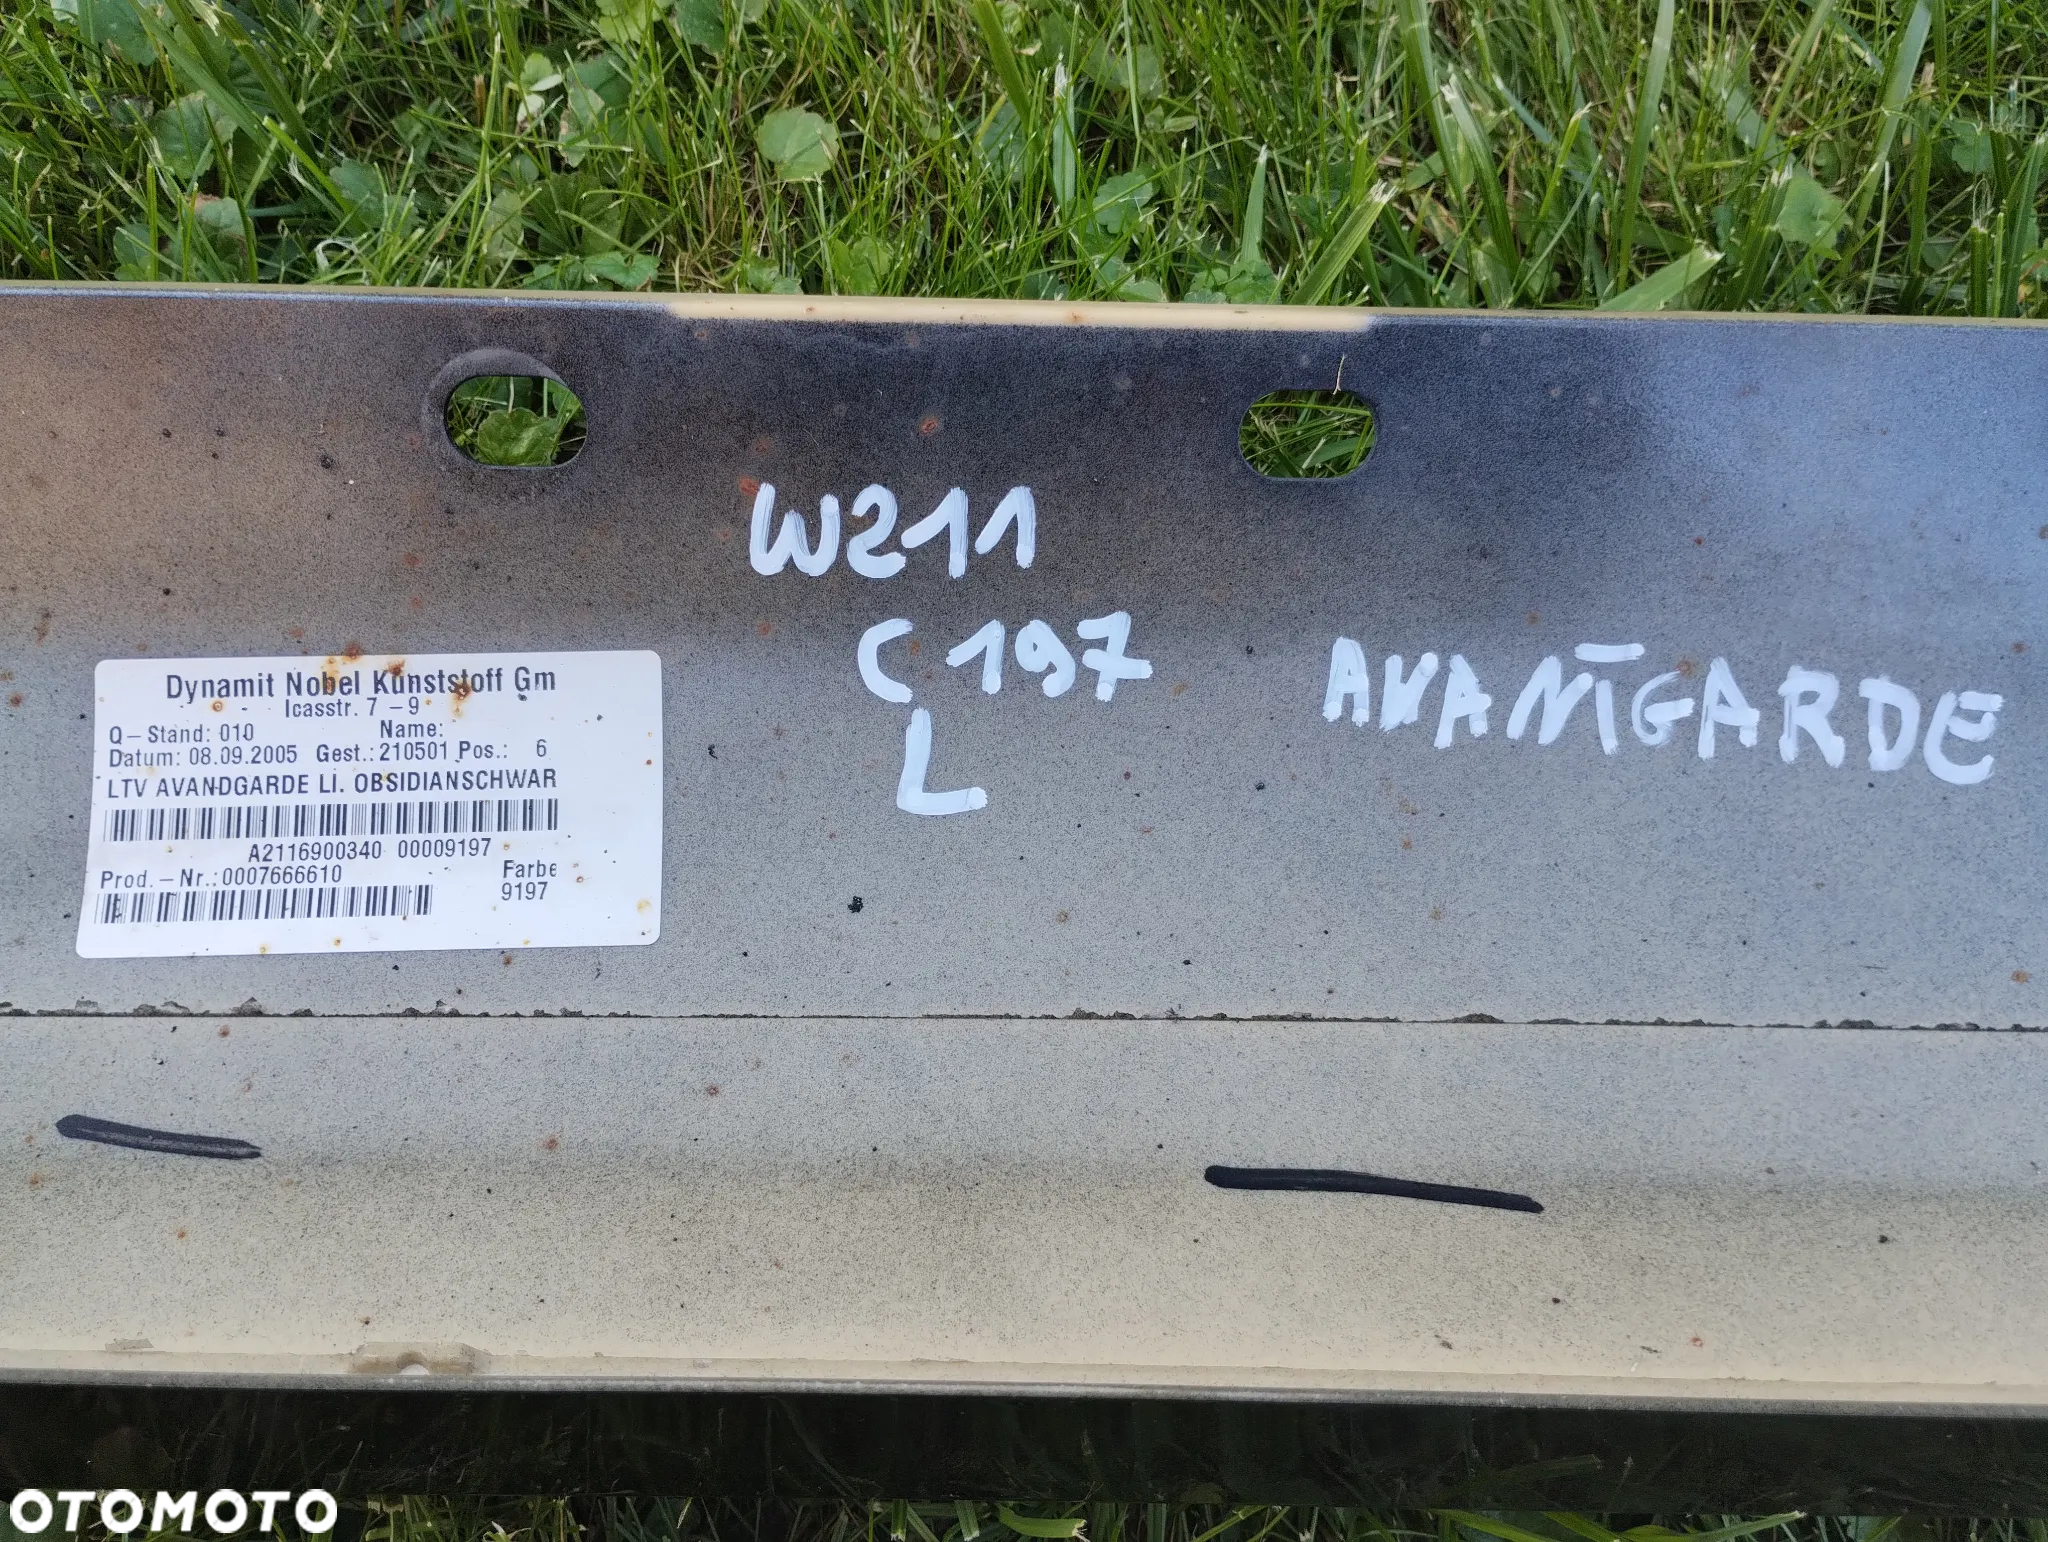 W211
C197
L
AVANTGARDE
Dynamit Nobel Kunststoff Gm
Icasstr. 7 - 9
Q - Stand: 010 Name:
Datum: 08.09.2005 Gest.: 210501 Pos.: 6
LTV AVANDGARDE LI. OBSIDIANSCHWAR
A2116900340 00009197
Prod. - Nr.: 0007666610 Farbe
9197
OTOMOTO